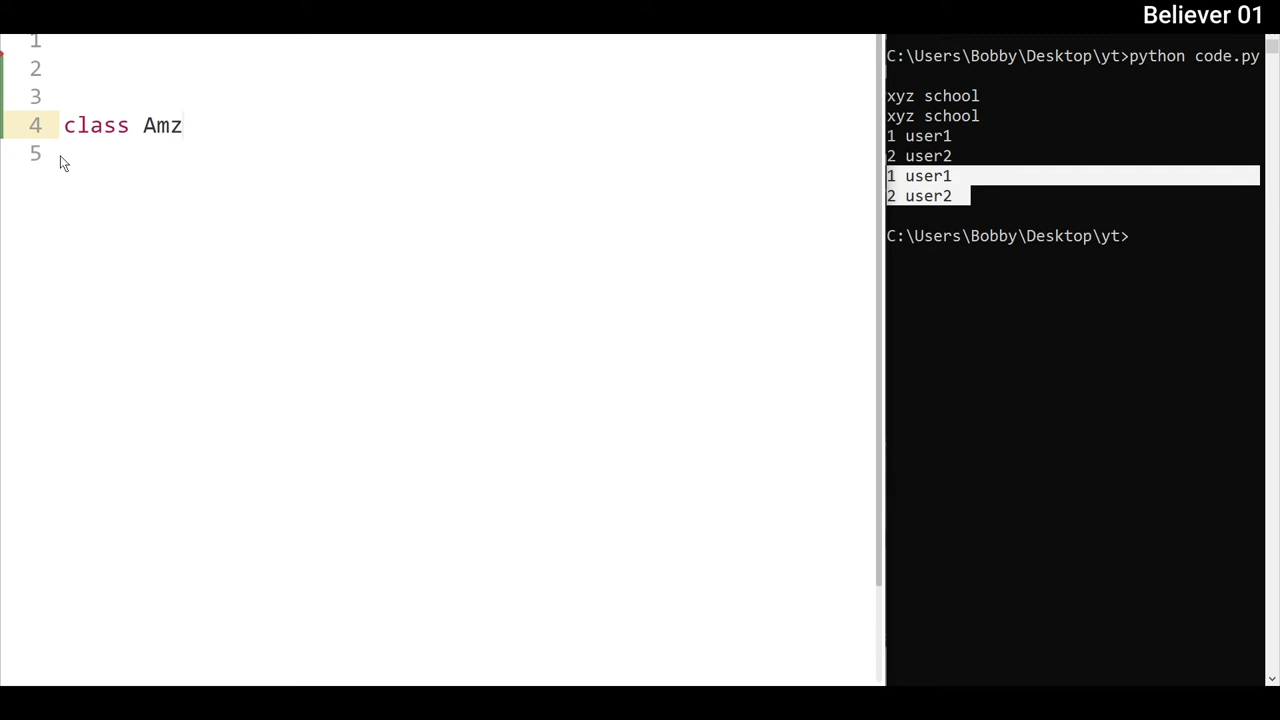 Believer 01
1
2
3
4 class Amz
5
C:\Users\Bobby\Desktop\yt>python code.py
xyz school
xyz school
1 user1
2 user2
1 user1
2 user2
C:\Users\Bobby\Desktop\yt>